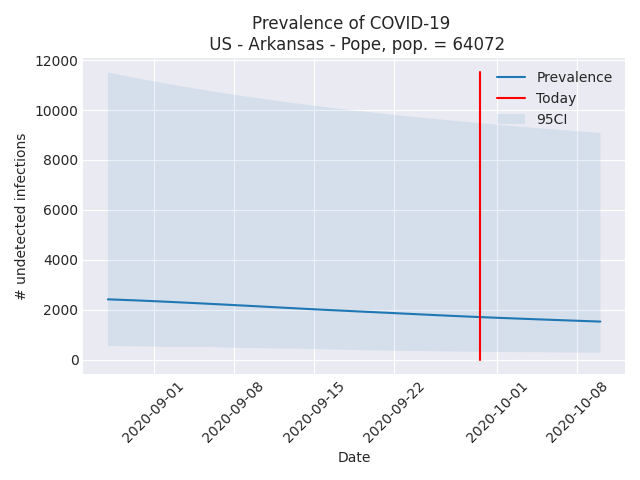 Prevalence of COVID-19
US - Arkansas - Pope, pop. = 64072
12000
10000
8000
6000
4000
2000
0
# undetected infections
Prevalence
Today
95CI
2020-09-01
2020-09-08
2020-09-15
2020-09-22
2020-10-01
2020-10-08
Date